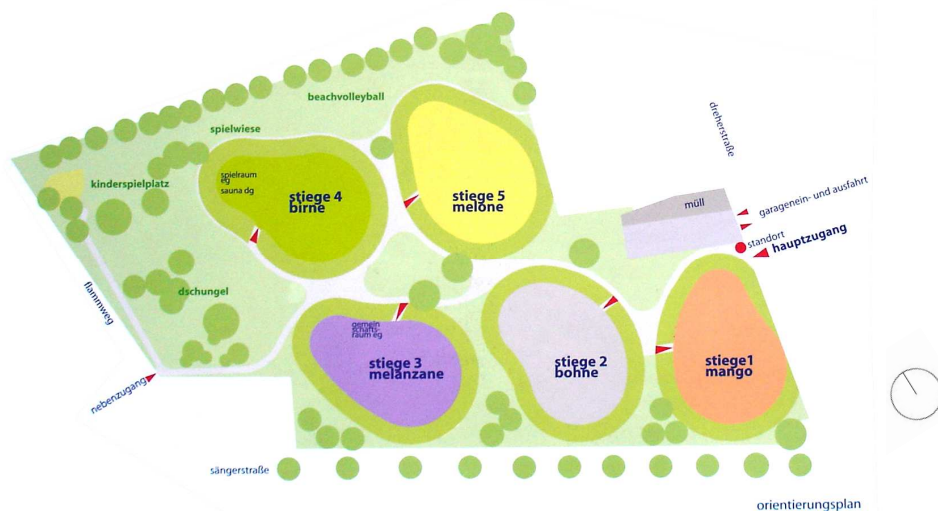 beachvolleyball
spielwiese
kinderspielplatz
spielraum
eg
sauna dg
stiege 4
birne
stiege 5
melone
dreherstraße
müll
garagenein- und ausfahrt
standort
hauptzugang
dschungel
flammweg
gemein
schafts-
raum eg
stiege 3
melanzane
stiege 2
bohne
stiege1
mango
nebenzugang
sängerstraße
orientierungsplan